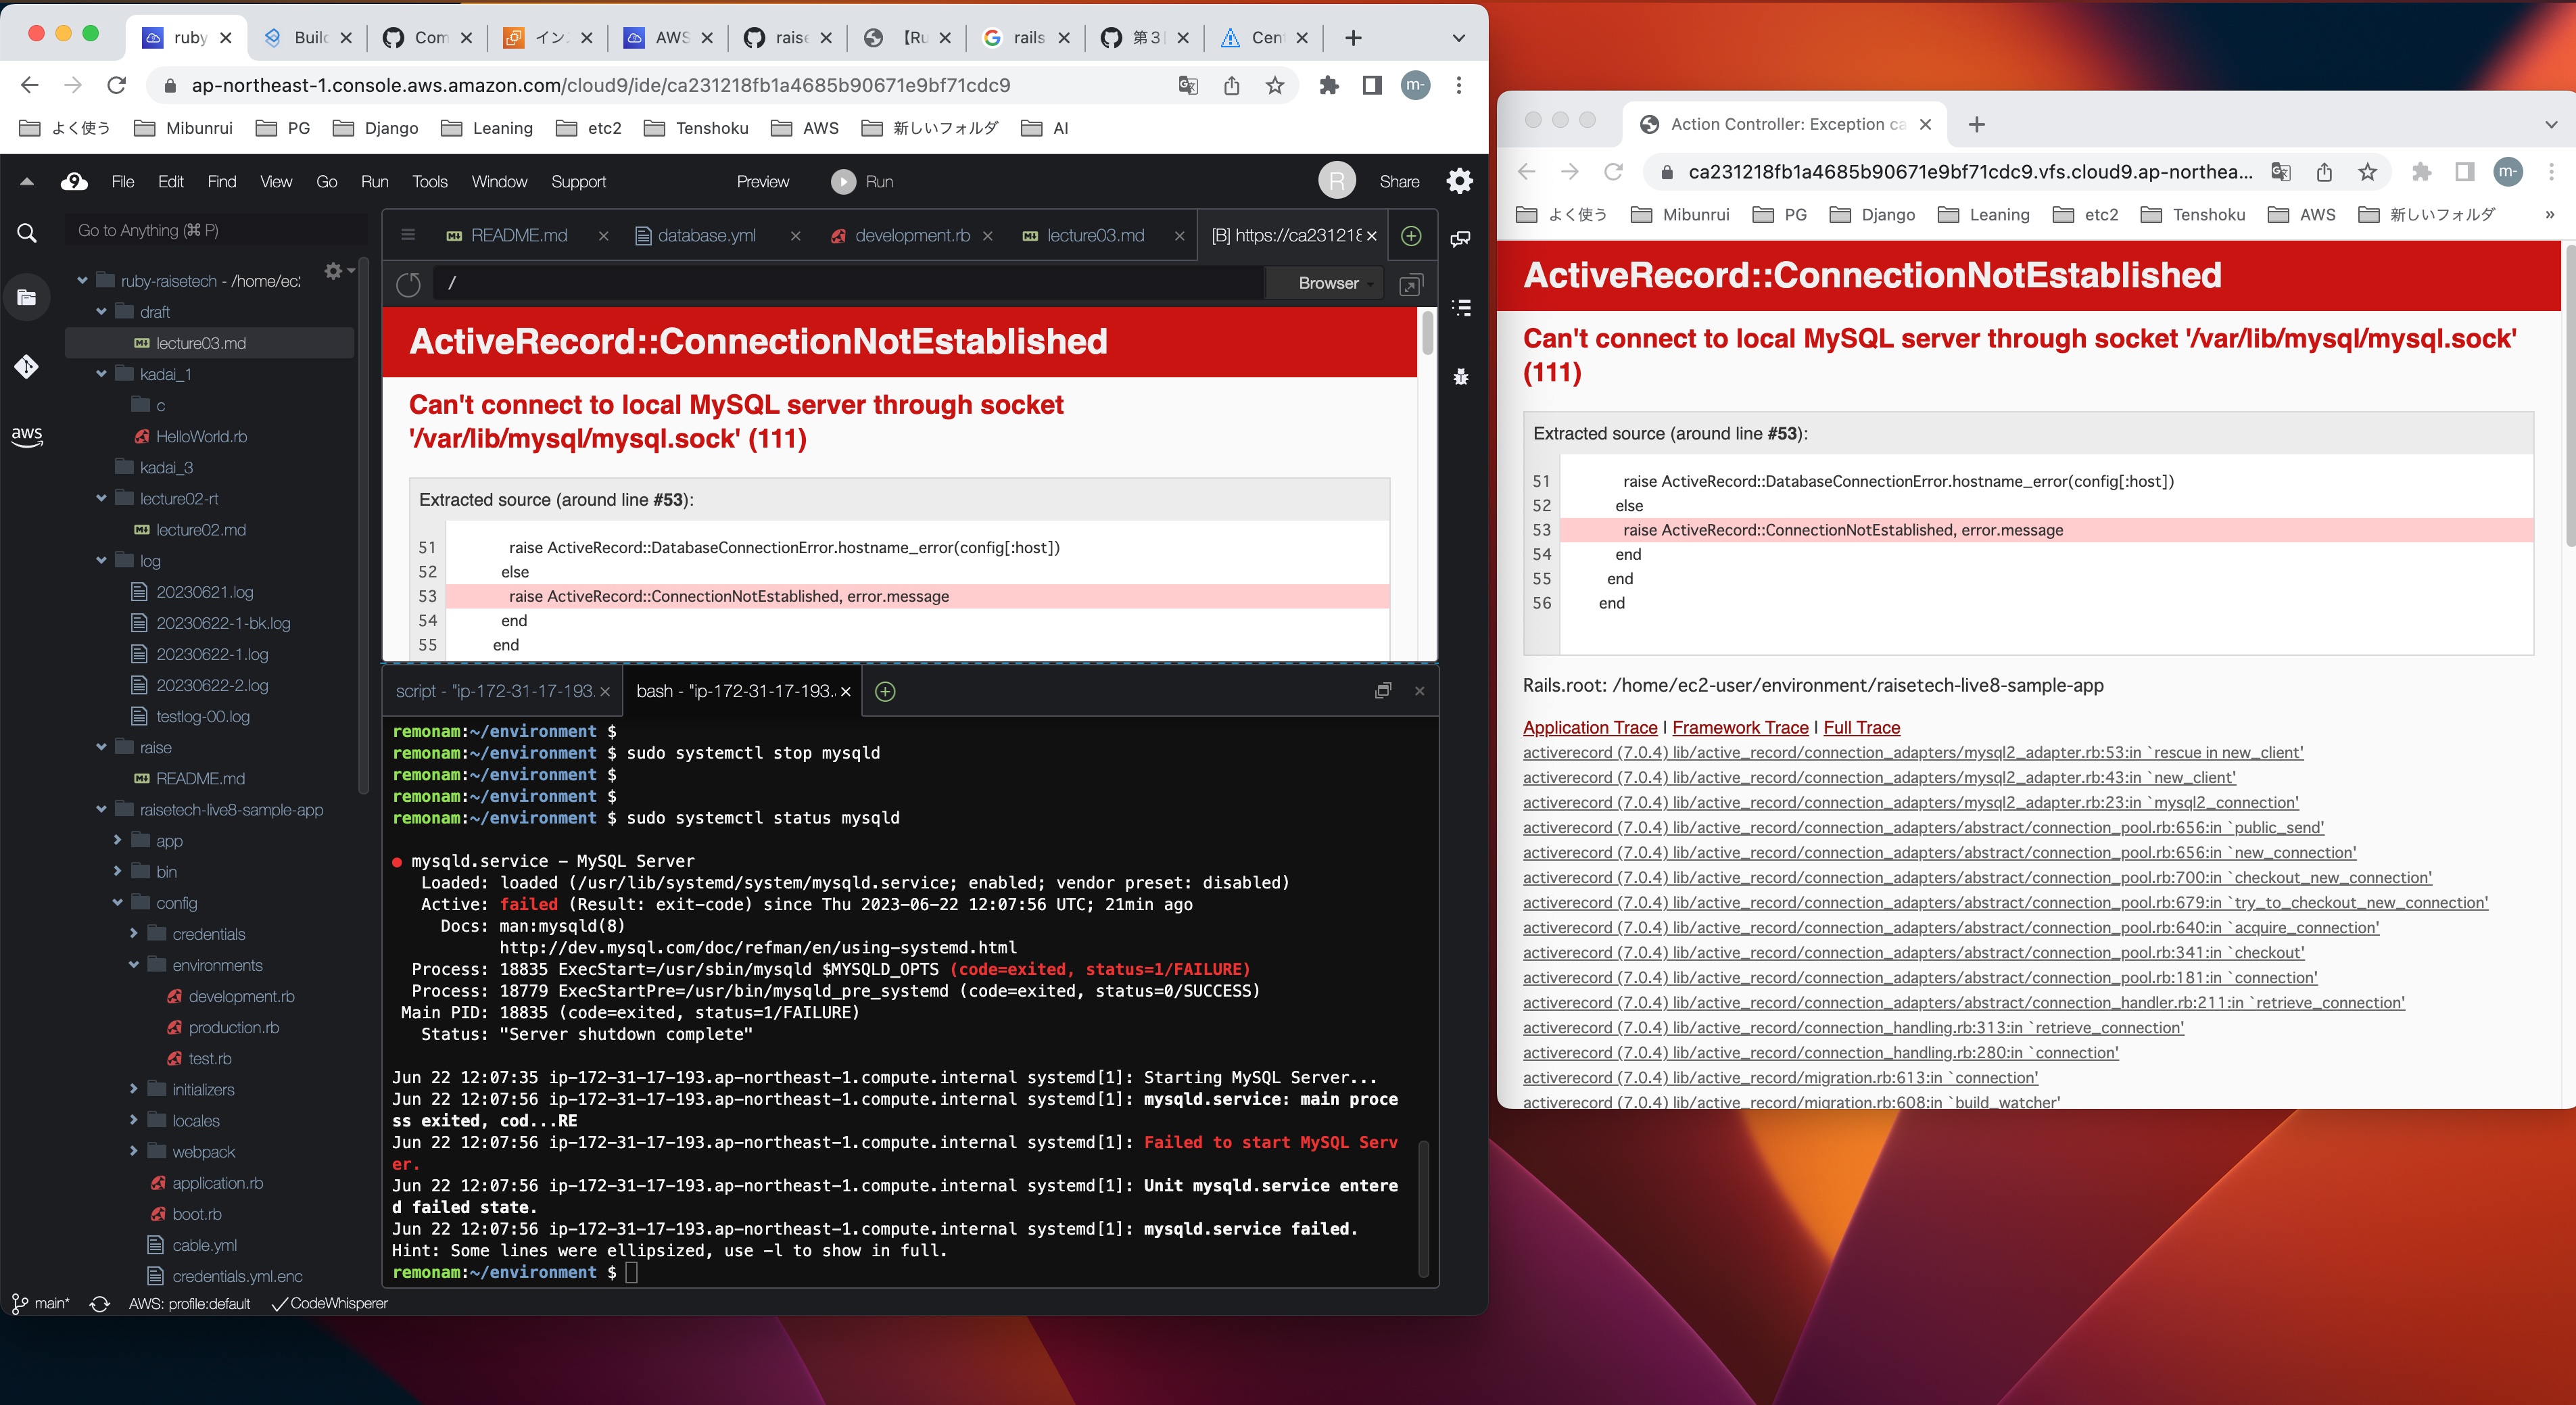 ruby
Build
Com
イン
AWS
raise
【Ru
rails
第3
Cent
ap-northeast-1.console.aws.amazon.com/cloud9/ide/ca231218fb1a4685b90671e9bf71cdc9
m-
よく使う Mibunrui PG Django Leaning etc2 Tenshoku AWS 新しいフォルダ AI
File Edit Find View Go Run Tools Window Support Preview Run R Share
Go to Anything (⌘ P)
README.md database.yml development.rb lecture03.md [B] https://ca231218
/ Browser
ruby-raisetech - /home/ec2
draft
lecture03.md
kadai_1
c
HelloWorld.rb
kadai_3
lecture02-rt
lecture02.md
log
20230621.log
20230622-1-bk.log
20230622-1.log
20230622-2.log
testlog-00.log
raise
README.md
raisetech-live8-sample-app
app
bin
config
credentials
environments
development.rb
production.rb
test.rb
initializers
locales
webpack
application.rb
boot.rb
cable.yml
credentials.yml.enc
aws
main* AWS: profile:default CodeWhisperer
ActiveRecord::ConnectionNotEstablished
Can't connect to local MySQL server through socket
'/var/lib/mysql/mysql.sock' (111)
Extracted source (around line #53):
51 raise ActiveRecord::DatabaseConnectionError.hostname_error(config[:host])
52 else
53 raise ActiveRecord::ConnectionNotEstablished, error.message
54 end
55 end
script - "ip-172-31-17-193. bash - "ip-172-31-17-193.
remonam:~/environment $
remonam:~/environment $ sudo systemctl stop mysqld
remonam:~/environment $
remonam:~/environment $
remonam:~/environment $ sudo systemctl status mysqld
● mysqld.service - MySQL Server
Loaded: loaded (/usr/lib/systemd/system/mysqld.service; enabled; vendor preset: disabled)
Active: failed (Result: exit-code) since Thu 2023-06-22 12:07:56 UTC; 21min ago
Docs: man:mysqld(8)
http://dev.mysql.com/doc/refman/en/using-systemd.html
Process: 18835 ExecStart=/usr/sbin/mysqld $MYSQLD_OPTS (code=exited, status=1/FAILURE)
Process: 18779 ExecStartPre=/usr/bin/mysqld_pre_systemd (code=exited, status=0/SUCCESS)
Main PID: 18835 (code=exited, status=1/FAILURE)
Status: "Server shutdown complete"
Jun 22 12:07:35 ip-172-31-17-193.ap-northeast-1.compute.internal systemd[1]: Starting MySQL Server...
Jun 22 12:07:56 ip-172-31-17-193.ap-northeast-1.compute.internal systemd[1]: mysqld.service: main proce
ss exited, cod...RE
Jun 22 12:07:56 ip-172-31-17-193.ap-northeast-1.compute.internal systemd[1]: Failed to start MySQL Serv
er.
Jun 22 12:07:56 ip-172-31-17-193.ap-northeast-1.compute.internal systemd[1]: Unit mysqld.service entere
d failed state.
Jun 22 12:07:56 ip-172-31-17-193.ap-northeast-1.compute.internal systemd[1]: mysqld.service failed.
Hint: Some lines were ellipsized, use -l to show in full.
remonam:~/environment $
Action Controller: Exception ca
ca231218fb1a4685b90671e9bf71cdc9.vfs.cloud9.ap-northea...
m-
よく使う Mibunrui PG Django Leaning etc2 Tenshoku AWS 新しいフォルダ »
ActiveRecord::ConnectionNotEstablished
Can't connect to local MySQL server through socket '/var/lib/mysql/mysql.sock'
(111)
Extracted source (around line #53):
51 raise ActiveRecord::DatabaseConnectionError.hostname_error(config[:host])
52 else
53 raise ActiveRecord::ConnectionNotEstablished, error.message
54 end
55 end
56 end
Rails.root: /home/ec2-user/environment/raisetech-live8-sample-app
Application Trace | Framework Trace | Full Trace
activerecord (7.0.4) lib/active_record/connection_adapters/mysql2_adapter.rb:53:in `rescue in new_client'
activerecord (7.0.4) lib/active_record/connection_adapters/mysql2_adapter.rb:43:in `new_client'
activerecord (7.0.4) lib/active_record/connection_adapters/mysql2_adapter.rb:23:in `mysql2_connection'
activerecord (7.0.4) lib/active_record/connection_adapters/abstract/connection_pool.rb:656:in `public_send'
activerecord (7.0.4) lib/active_record/connection_adapters/abstract/connection_pool.rb:656:in `new_connection'
activerecord (7.0.4) lib/active_record/connection_adapters/abstract/connection_pool.rb:700:in `checkout_new_connection'
activerecord (7.0.4) lib/active_record/connection_adapters/abstract/connection_pool.rb:679:in `try_to_checkout_new_connection'
activerecord (7.0.4) lib/active_record/connection_adapters/abstract/connection_pool.rb:640:in `acquire_connection'
activerecord (7.0.4) lib/active_record/connection_adapters/abstract/connection_pool.rb:341:in `checkout'
activerecord (7.0.4) lib/active_record/connection_adapters/abstract/connection_pool.rb:181:in `connection'
activerecord (7.0.4) lib/active_record/connection_adapters/abstract/connection_handler.rb:211:in `retrieve_connection'
activerecord (7.0.4) lib/active_record/connection_handling.rb:313:in `retrieve_connection'
activerecord (7.0.4) lib/active_record/connection_handling.rb:280:in `connection'
activerecord (7.0.4) lib/active_record/migration.rb:613:in `connection'
activerecord (7.0.4) lib/active_record/migration.rb:608:in `build_watcher'